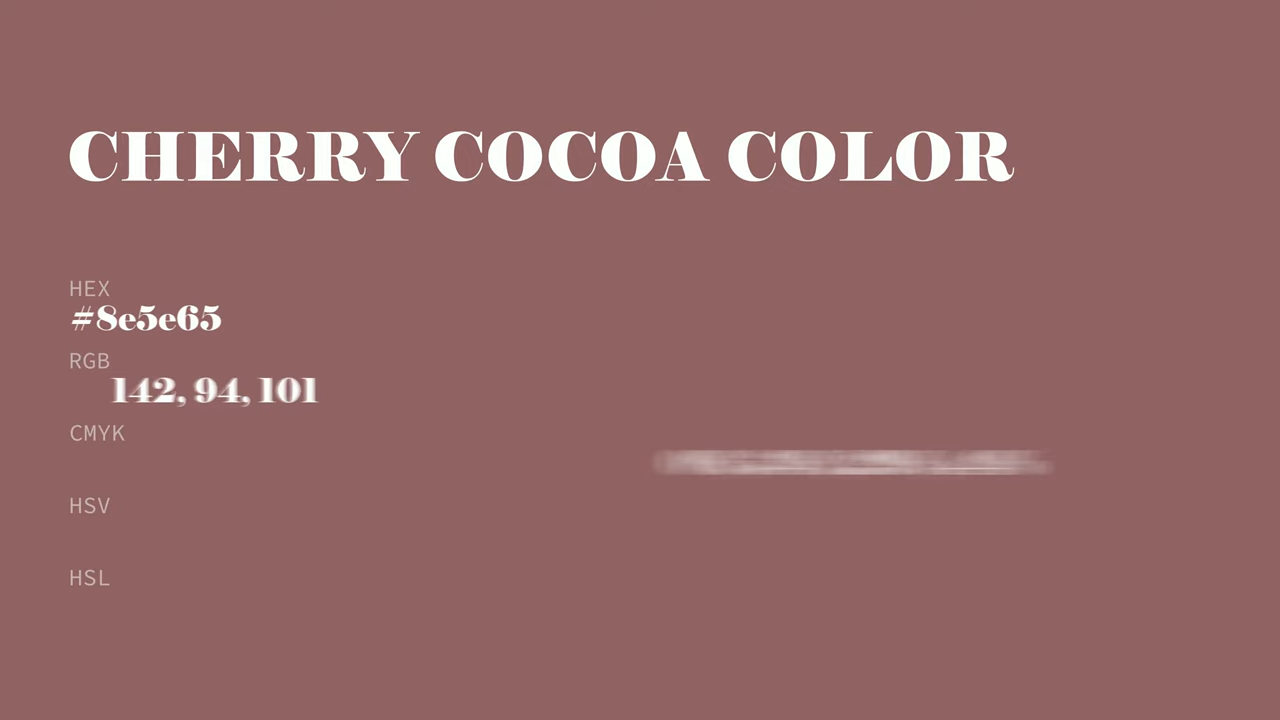 CHERRY COCOA COLOR
HEX
#8e5e65
RGB
142, 94, 101
CMYK
HSV
HSL